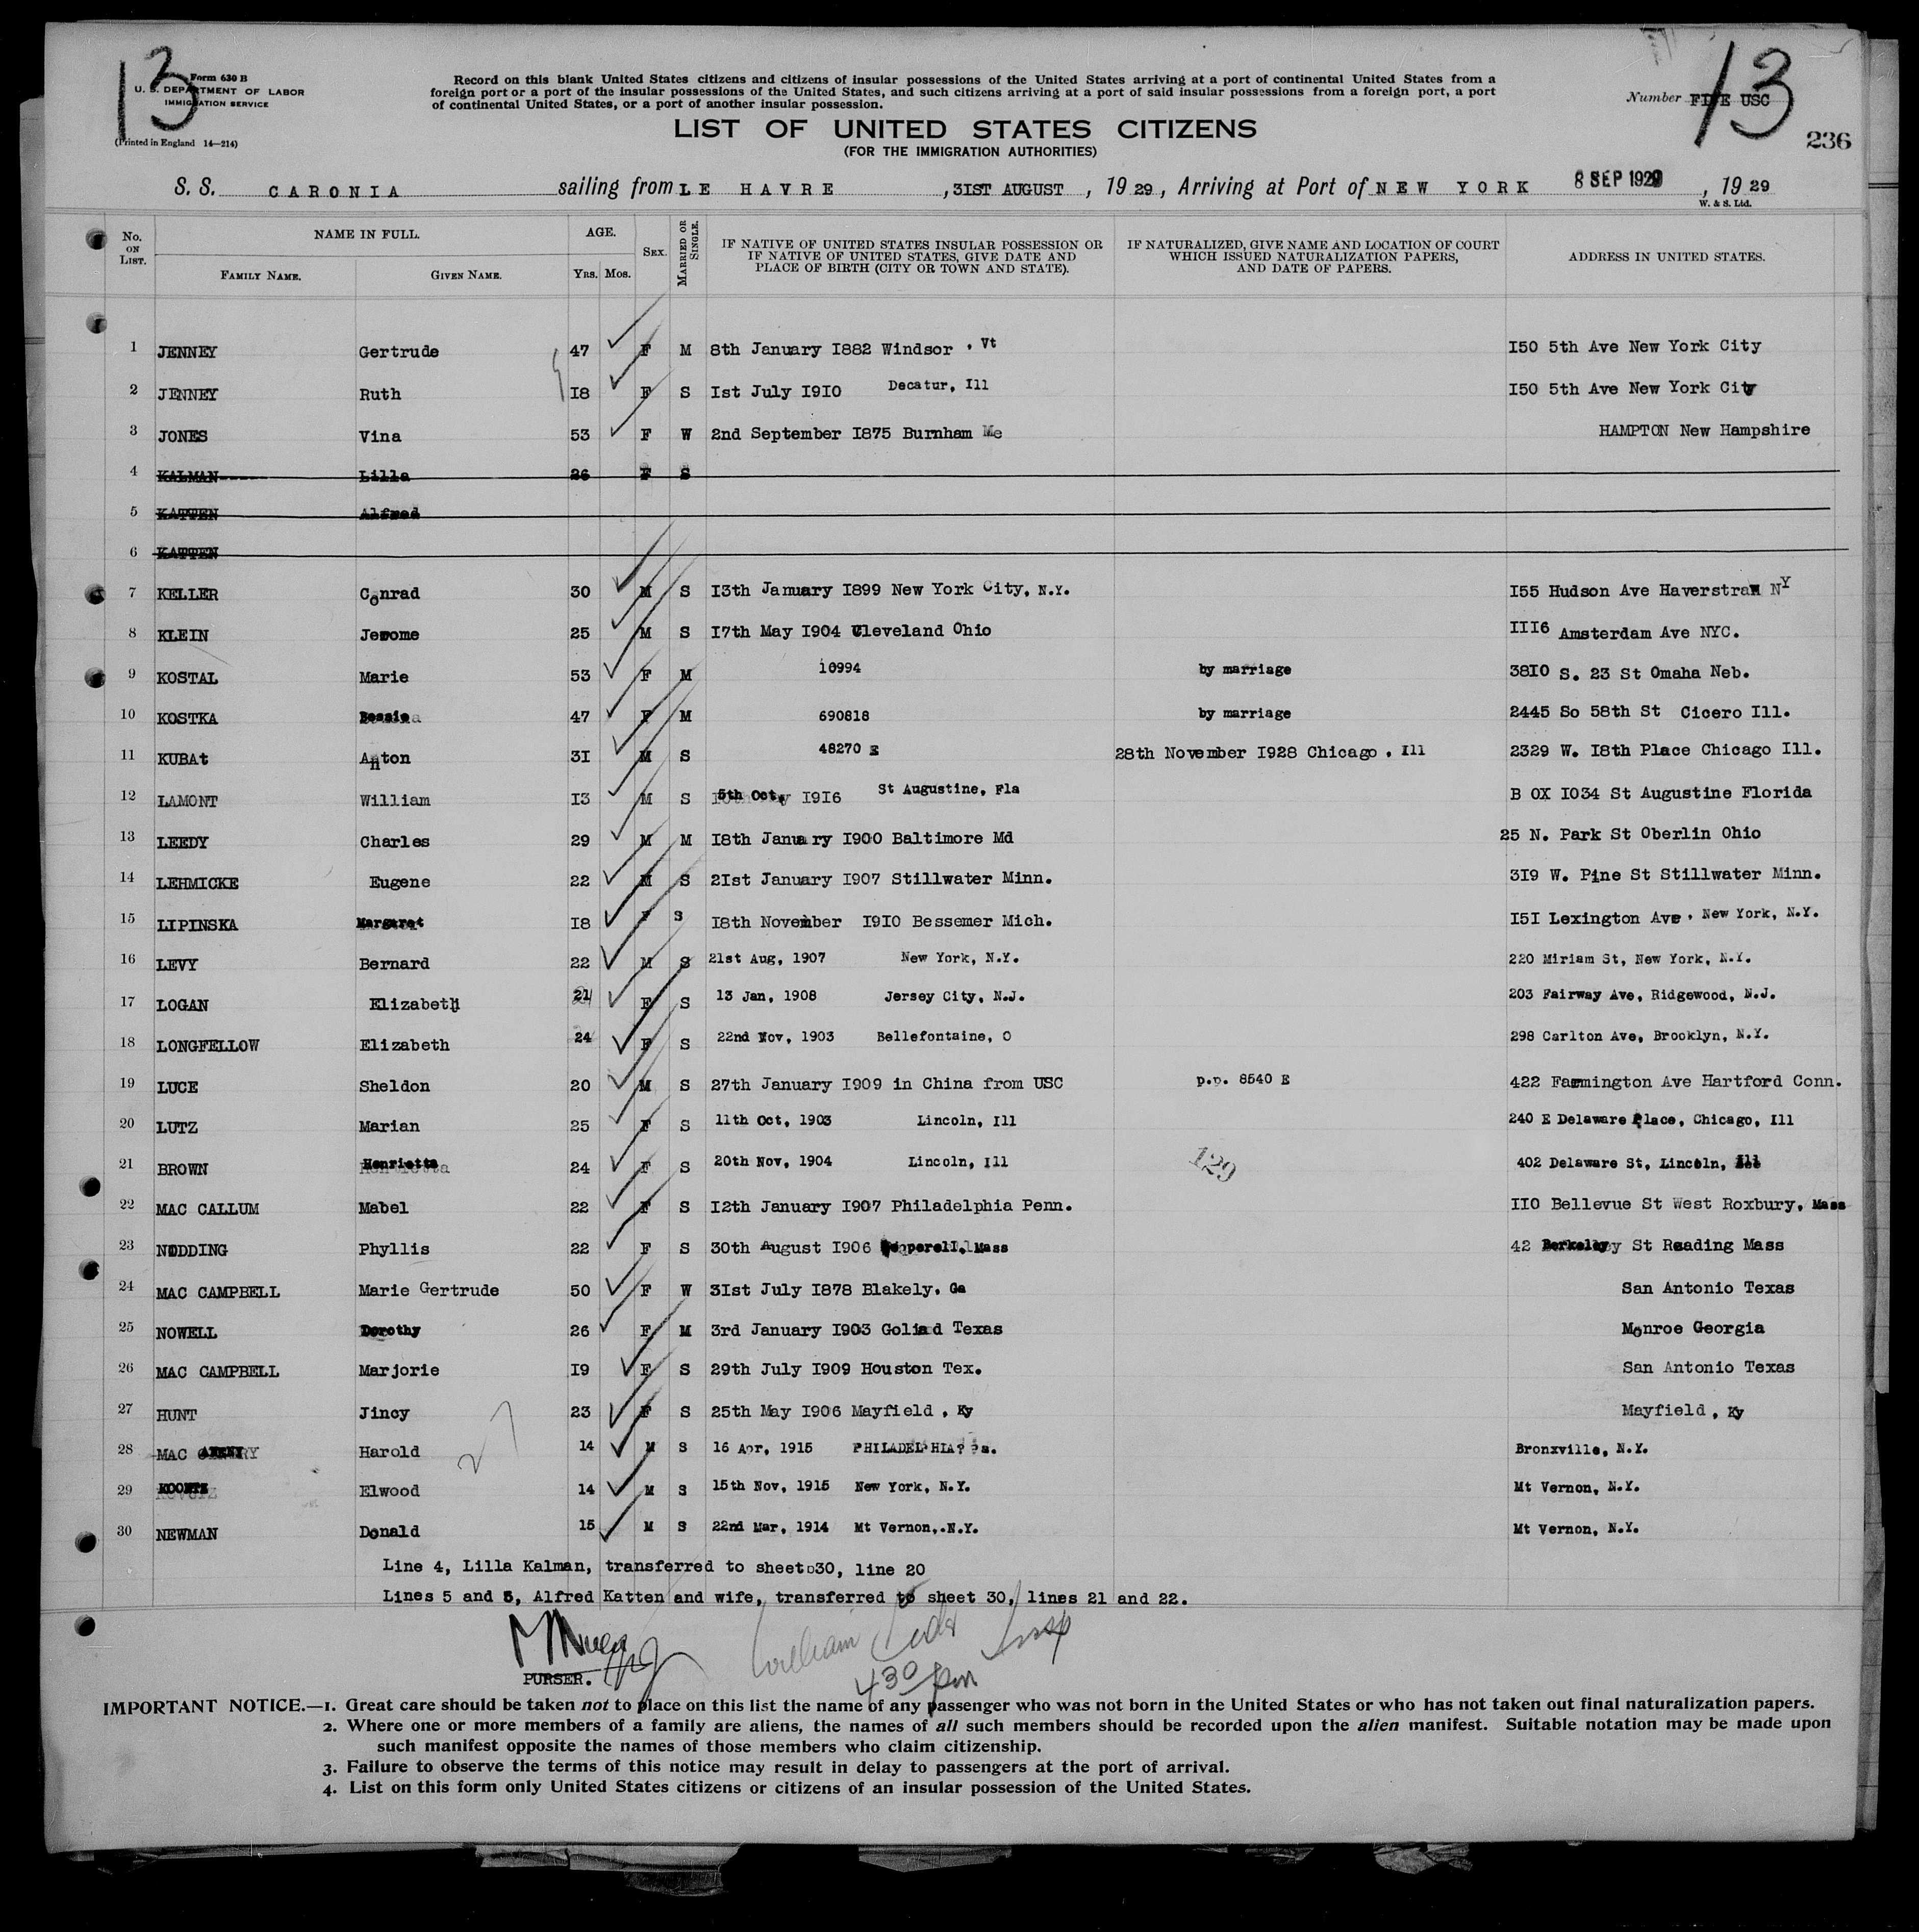 13
Form 630 B
U. S. DEPARTMENT OF LABOR
IMMIGRATION SERVICE
(Printed in England 14—214)
Record on this blank United States citizens and citizens of insular possessions of the United States arriving at a port of continental United States from a
foreign port or a port of the insular possessions of the United States, and such citizens arriving at a port of said insular possessions from a foreign port, a port
of continental United States, or a port of another insular possession.
Number FIVE USC
13
236
LIST OF UNITED STATES CITIZENS
(FOR THE IMMIGRATION AUTHORITIES)
S. S. CARONIA sailing from LE HAVRE, 31ST AUGUST, 1929, Arriving at Port of NEW YORK 8 SEP 1929, 1929
W. & S. Ltd.
No. ON LIST. NAME IN FULL. AGE. SEX. MARRIED OR SINGLE. IF NATIVE OF UNITED STATES INSULAR POSSESSION OR IF NATIVE OF UNITED STATES, GIVE DATE AND PLACE OF BIRTH (CITY OR TOWN AND STATE). IF NATURALIZED, GIVE NAME AND LOCATION OF COURT WHICH ISSUED NATURALIZATION PAPERS, AND DATE OF PAPERS. ADDRESS IN UNITED STATES.
FAMILY NAME. GIVEN NAME. YRS. MOS.
1 JENNEY Gertrude 47 F M 8th January 1882 Windsor . Vt 150 5th Ave New York City
2 JENNEY Ruth 18 F S 1st July 1910 Decatur, Ill 150 5th Ave New York City
3 JONES Vina 53 F W 2nd September 1875 Burnham Me HAMPTON New Hampshire
4 KALMAN Lilla 26 F S
5 KATTEN Alfred
6 KATTEN
7 KELLER Conrad 30 M S 13th January 1899 New York City, N.Y. 155 Hudson Ave Haverstraw NY
8 KLEIN Jerome 25 M S 17th May 1904 Cleveland Ohio 1116 Amsterdam Ave NYC.
9 KOSTAL Marie 53 F M 10994 by marriage 3810 S. 23 St Omaha Neb.
10 KOSTKA 47 F M 690818 by marriage 2445 So 58th St Cicero Ill.
11 KUBAt Anton 31 M S 48270 E 28th November 1928 Chicago . Ill 2329 W. 18th Place Chicago Ill.
12 LAMONT William 13 M S 5th Oct, 1916 St Augustine, Fla B OX 1034 St Augustine Florida
13 LEEDY Charles 29 M M 18th January 1900 Baltimore Md 25 N. Park St Oberlin Ohio
14 LEHMICKE Eugene 22 M S 21st January 1907 Stillwater Minn. 319 W. Pine St Stillwater Minn.
15 LIPINSKA Margaret 18 F S 18th November 1910 Bessemer Mich. 151 Lexington Ave . New York, N.Y.
16 LEVY Bernard 22 M S 21st Aug, 1907 New York, N.Y. 220 Miriam St, New York, N.Y.
17 LOGAN Elizabeth 21 F S 13 Jan, 1908 Jersey City, N.J. 203 Fairway Ave, Ridgewood, N.J.
18 LONGFELLOW Elizabeth 24 F S 22nd Nov, 1903 Bellefontaine, O 298 Carlton Ave, Brooklyn, N.Y.
19 LUCE Sheldon 20 M S 27th January 1909 in China from USC p.p. 8540 E 422 Farmington Ave Hartford Conn.
20 LUTZ Marian 25 F S 11th Oct, 1903 Lincoln, Ill 240 E Delaware Place, Chicago, Ill
21 BROWN Henrietta 24 F S 20th Nov, 1904 Lincoln, Ill 129 402 Delaware St, Lincoln, Ill
22 MAC CALLUM Mabel 22 F S 12th January 1907 Philadelphia Penn. 110 Bellevue St West Roxbury, Mass
23 NODDING Phyllis 22 F S 30th August 1906 Pepperell, Mass 42 Berkeley St Reading Mass
24 MAC CAMPBELL Marie Gertrude 50 F W 31st July 1878 Blakely, Ga San Antonio Texas
25 NOWELL Dorothy 26 F M 3rd January 1903 Goliad Texas Monroe Georgia
26 MAC CAMPBELL Marjorie 19 F S 29th July 1909 Houston Tex. San Antonio Texas
27 HUNT Jincy 23 F S 25th May 1906 Mayfield . Ky Mayfield . Ky
28 MAC Harold 14 M S 16 Apr, 1915 PHILADELPHIA Pa. Bronxville, N.Y.
29 KOONTZ Elwood 14 M S 15th Nov, 1915 New York, N.Y. Mt Vernon, N.Y.
30 NEWMAN Donald 15 M S 22nd Mar, 1914 Mt Vernon,.N.Y. Mt Vernon, N.Y.
27
Line 4, Lilla Kalman, transferred to sheet 30, line 20
Lines 5 and 6, Alfred Katten and wife, transferred to sheet 30, lines 21 and 22.
William Insp
430 pm
PURSER.
IMPORTANT NOTICE.—1. Great care should be taken not to place on this list the name of any passenger who was not born in the United States or who has not taken out final naturalization papers.
2. Where one or more members of a family are aliens, the names of all such members should be recorded upon the alien manifest. Suitable notation may be made upon
such manifest opposite the names of those members who claim citizenship.
3. Failure to observe the terms of this notice may result in delay to passengers at the port of arrival.
4. List on this form only United States citizens or citizens of an insular possession of the United States.